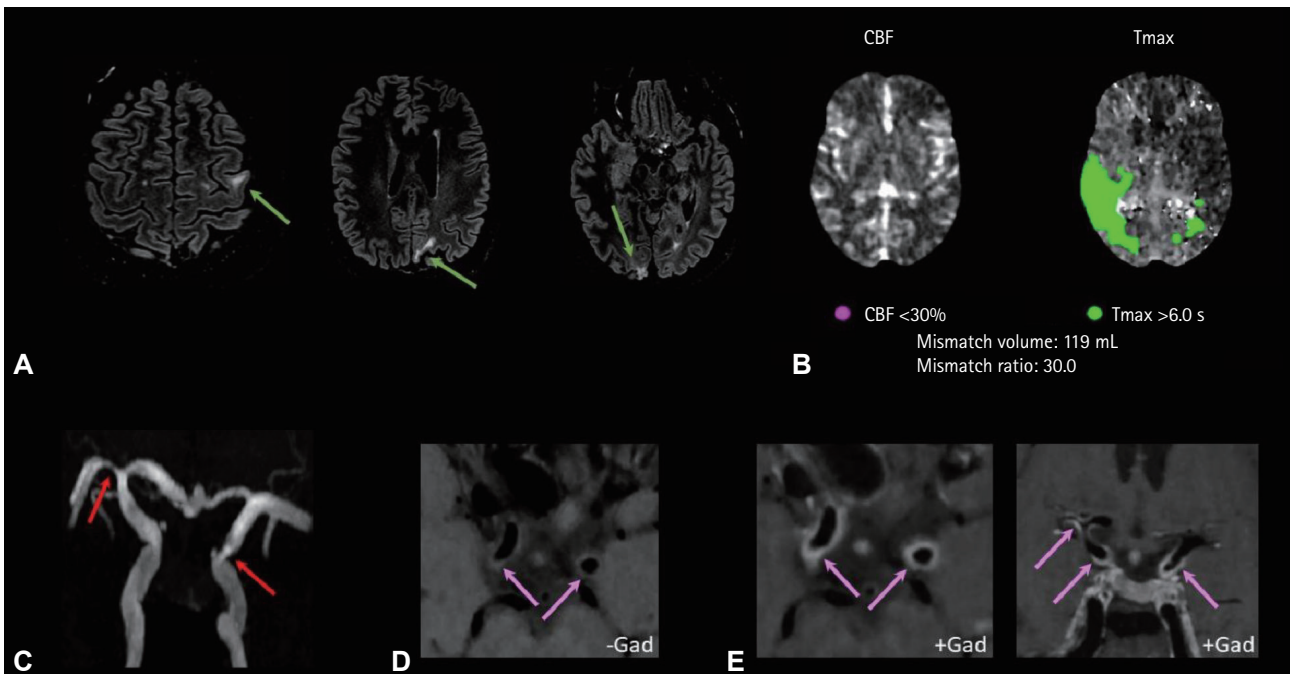 CBF
Tmax
CBF <30%
Tmax >6.0 s
Mismatch volume: 119 mL
Mismatch ratio: 30.0
A
B
-Gad
+Gad
+Gad
C
D
E